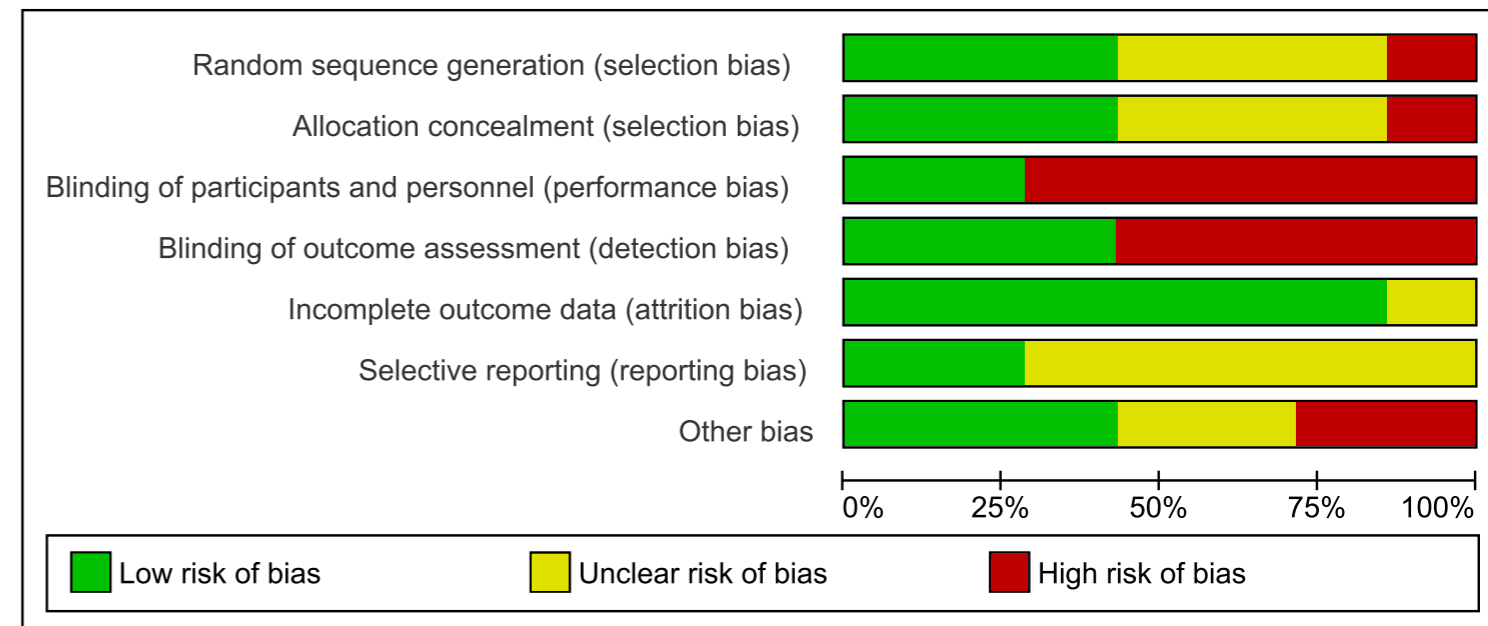 Random sequence generation (selection bias)
Allocation concealment (selection bias)
Blinding of participants and personnel (performance bias)
Blinding of outcome assessment (detection bias)
Incomplete outcome data (attrition bias)
Selective reporting (reporting bias)
Other bias
0% 25% 50% 75% 100%
Low risk of bias Unclear risk of bias High risk of bias